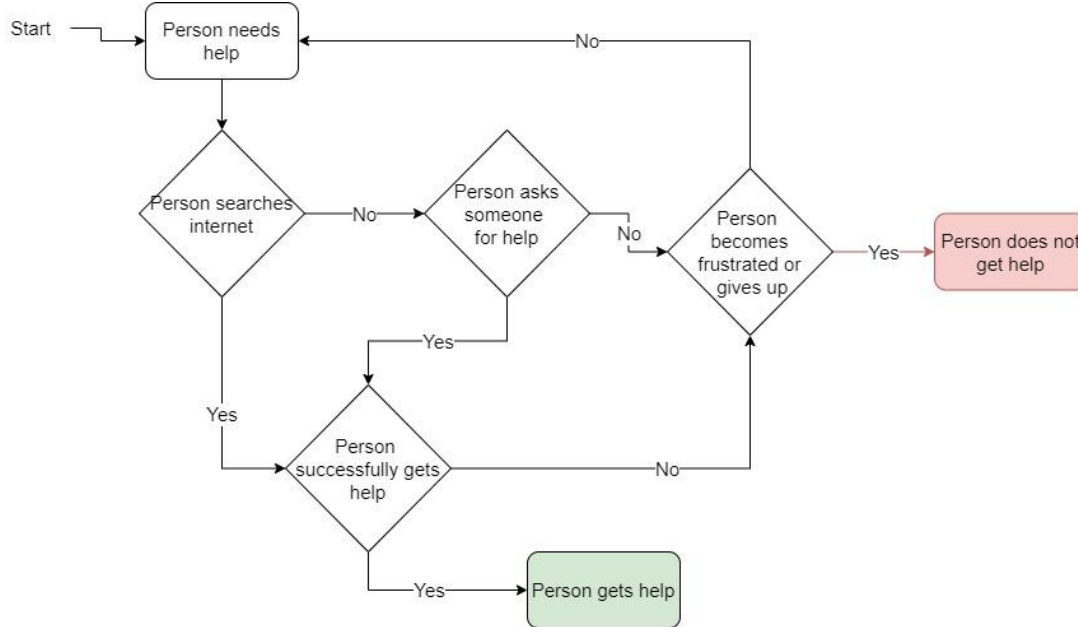 Start
Person needs
help
No
Person searches
internet
No
Person asks
someone
for help
No
Person
becomes
frustrated or
gives up
Yes
Person does not
get help
Yes
Yes
Person
successfully gets
help
No
Yes
Person gets help